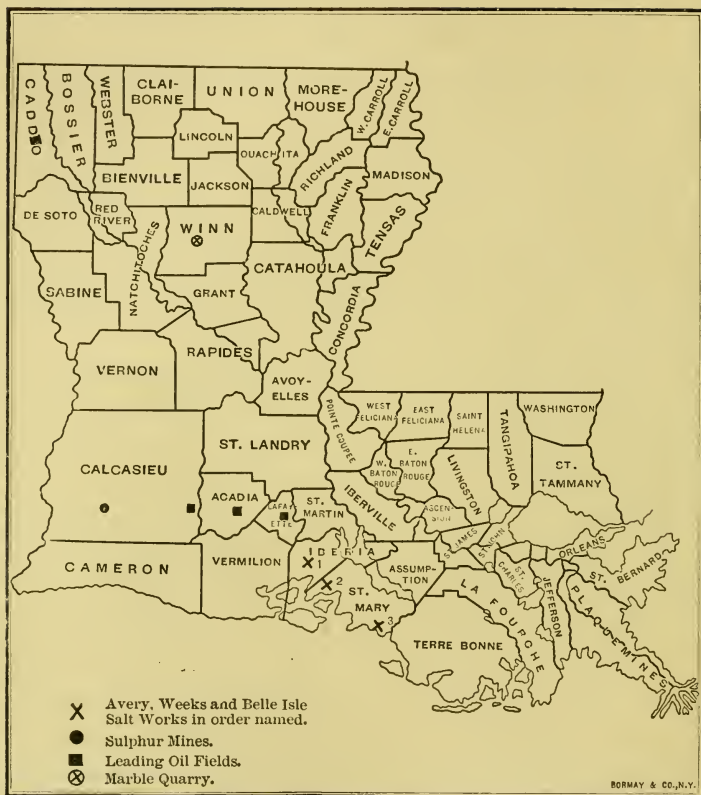 CADDO
BOSSIER
WEBSTER
CLAI-
BORNE
UNION
MORE-
HOUSE
W. CARROLL
E. CARROLL
LINCOLN
OUACHITA
RICHLAND
MADISON
BIENVILLE
JACKSON
CALDWELL
FRANKLIN
TENSAS
DE SOTO
RED
RIVER
NATCHITOCHES
WINN
CATAHOULA
SABINE
GRANT
CONCORDIA
VERNON
RAPIDES
AVOY-
ELLES
POINTE COUPEE
WEST
FELICIANA
EAST
FELICIANA
SAINT
HELENA
TANGIPAHOA
WASHINGTON
ST. LANDRY
W.
BATON
ROUGE
E.
BATON
ROUGE
LIVINGSTON
ST.
TAMMANY
CALCASIEU
ACADIA
LAFAY
ETTE
ST.
MARTIN
IBERVILLE
ASCEN-
SION
ST. JAMES
ST. JOHN
ORLEANS
CAMERON
VERMILION
IDERIA
1
2
ST.
MARY
3
ASSUMP-
TION
ST.
CHARLES
JEFFERSON
ST. BERNARD
PLAQUEMINES
LA FOURCHE
TERRE BONNE
Avery, Weeks and Belle Isle
Salt Works in order named.
Sulphur Mines.
Leading Oil Fields.
Marble Quarry.
BORMAY & CO., N.Y.